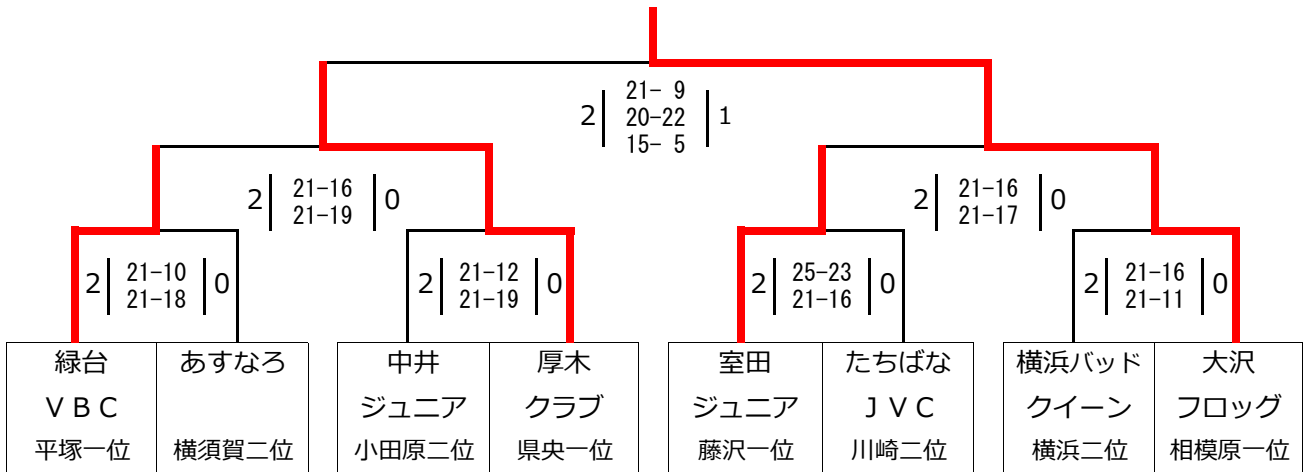 21- 9
2 20-22 1
15- 5
2 21-16 0
21-19
2 21-16 0
21-17
2 21-10 0
21-18
2 21-12 0
21-19
2 25-23 0
21-16
2 21-16 0
21-11
緑台
ＶＢＣ
平塚一位
あすなろ
横須賀二位
中井
ジュニア
小田原二位
厚木
クラブ
県央一位
室田
ジュニア
藤沢一位
たちばな
ＪＶＣ
川崎二位
横浜バッド
クイーン
横浜二位
大沢
フロッグ
相模原一位